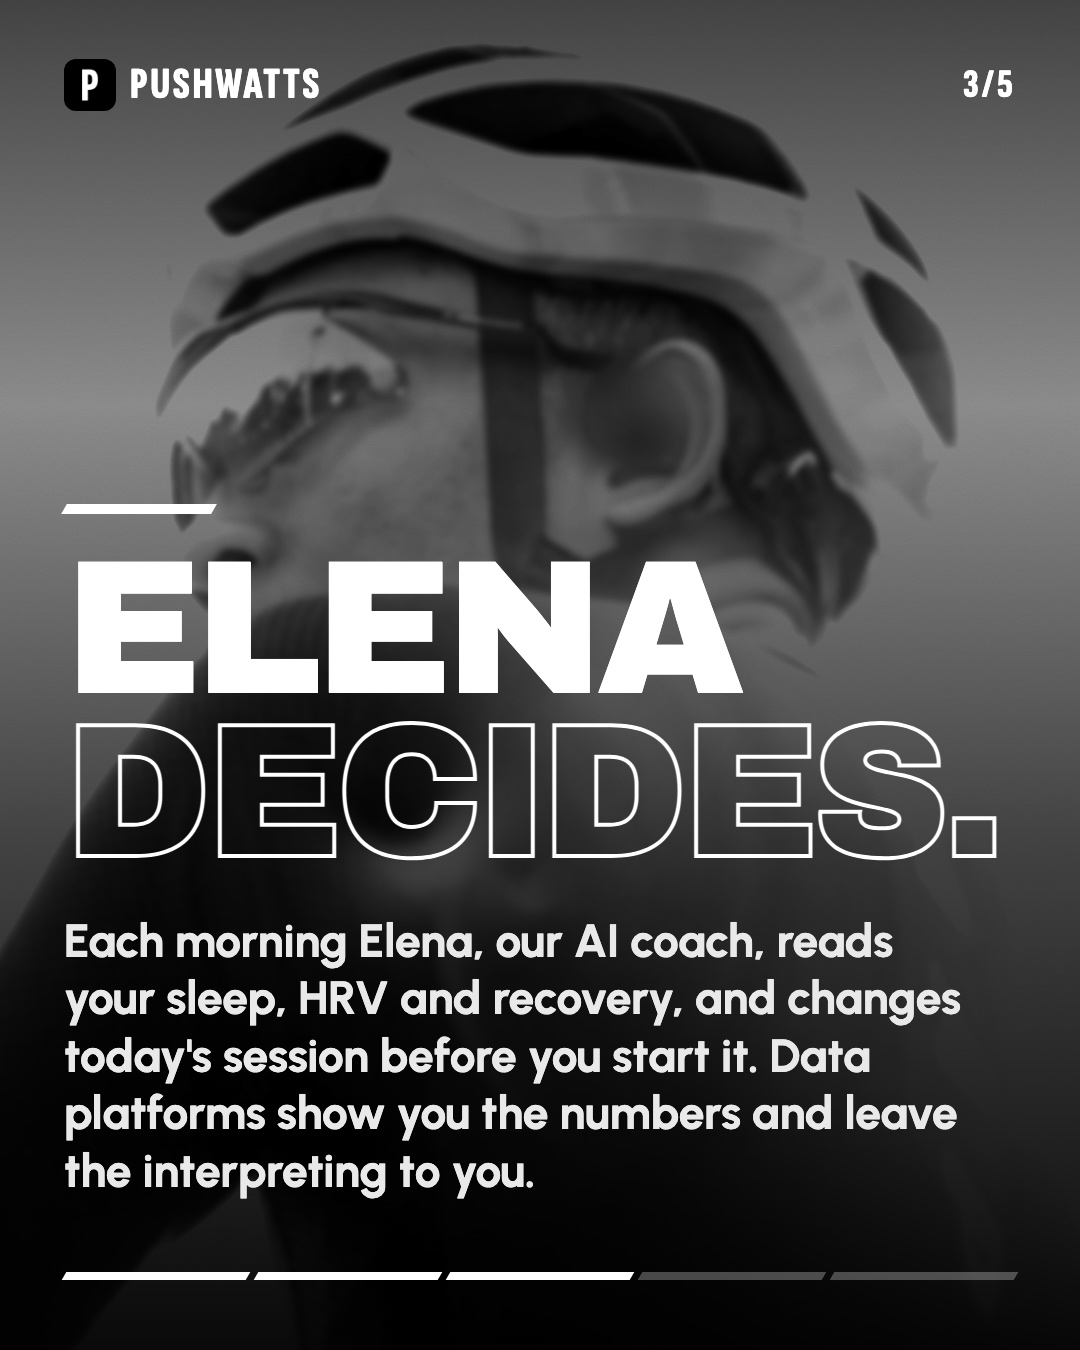 P PUSHWATTS
3/5
ELENA
DECIDES.
Each morning Elena, our AI coach, reads
your sleep, HRV and recovery, and changes
today's session before you start it. Data
platforms show you the numbers and leave
the interpreting to you.